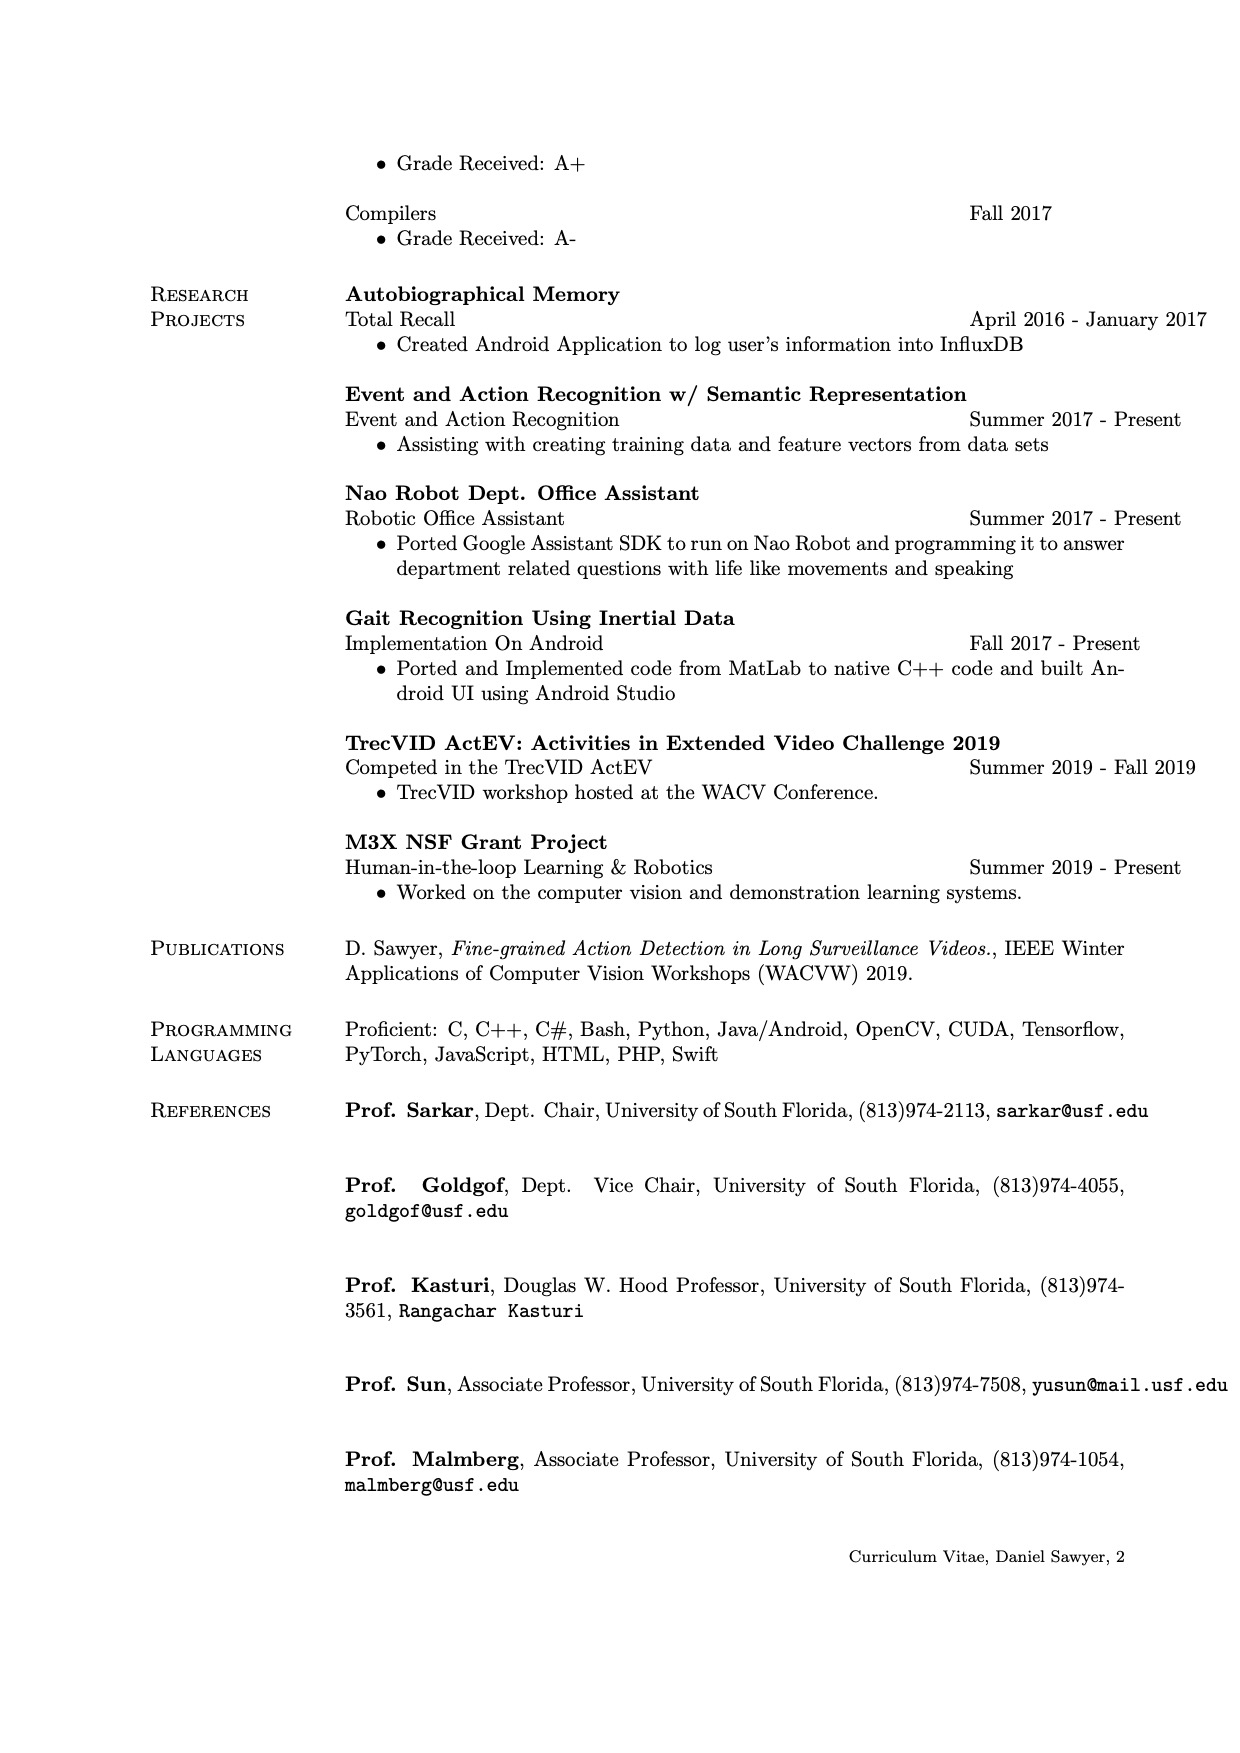 • Grade Received: A+
Compilers Fall 2017
• Grade Received: A-
Research Projects
Autobiographical Memory
Total Recall April 2016 - January 2017
• Created Android Application to log user's information into InfluxDB
Event and Action Recognition w/ Semantic Representation
Event and Action Recognition Summer 2017 - Present
• Assisting with creating training data and feature vectors from data sets
Nao Robot Dept. Office Assistant
Robotic Office Assistant Summer 2017 - Present
• Ported Google Assistant SDK to run on Nao Robot and programming it to answer
department related questions with life like movements and speaking
Gait Recognition Using Inertial Data
Implementation On Android Fall 2017 - Present
• Ported and Implemented code from MatLab to native C++ code and built An-
droid UI using Android Studio
TrecVID ActEV: Activities in Extended Video Challenge 2019
Competed in the TrecVID ActEV Summer 2019 - Fall 2019
• TrecVID workshop hosted at the WACV Conference.
M3X NSF Grant Project
Human-in-the-loop Learning & Robotics Summer 2019 - Present
• Worked on the computer vision and demonstration learning systems.
Publications
D. Sawyer, Fine-grained Action Detection in Long Surveillance Videos., IEEE Winter
Applications of Computer Vision Workshops (WACVW) 2019.
Programming Languages
Proficient: C, C++, C#, Bash, Python, Java/Android, OpenCV, CUDA, Tensorflow,
PyTorch, JavaScript, HTML, PHP, Swift
References
Prof. Sarkar, Dept. Chair, University of South Florida, (813)974-2113, sarkar@usf.edu
Prof. Goldgof, Dept. Vice Chair, University of South Florida, (813)974-4055,
goldgof@usf.edu
Prof. Kasturi, Douglas W. Hood Professor, University of South Florida, (813)974-
3561, Rangachar Kasturi
Prof. Sun, Associate Professor, University of South Florida, (813)974-7508, yusun@mail.usf.edu
Prof. Malmberg, Associate Professor, University of South Florida, (813)974-1054,
malmberg@usf.edu
Curriculum Vitae, Daniel Sawyer, 2